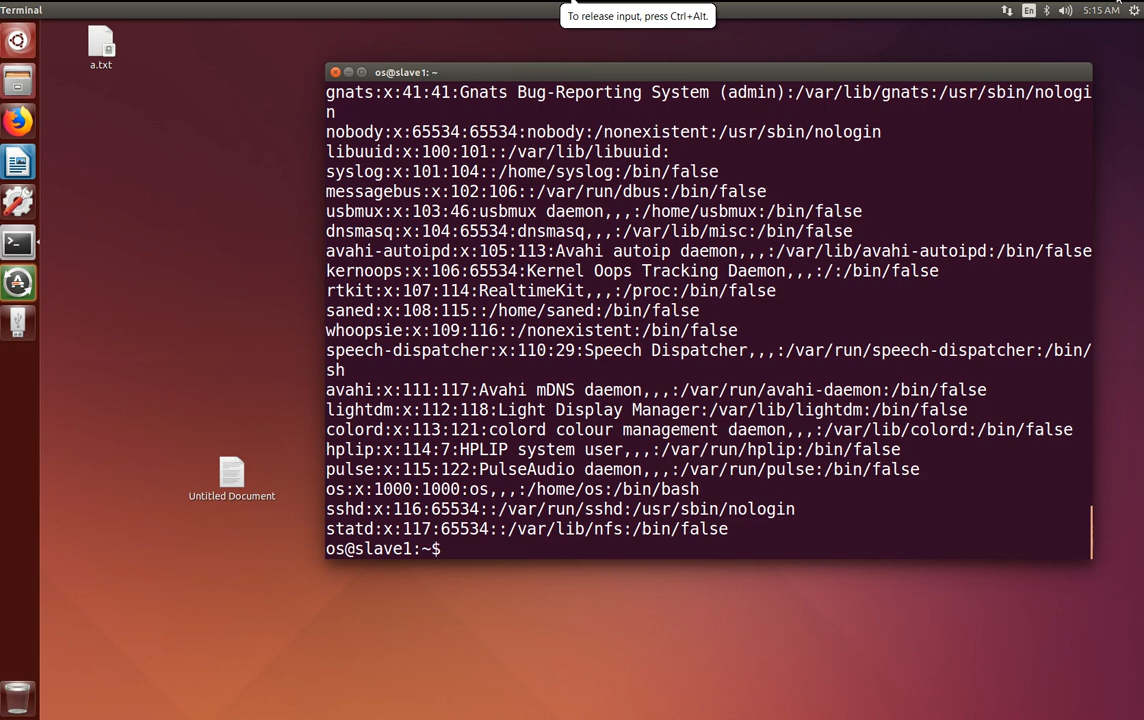 Terminal
To release input, press Ctrl+Alt.
En
5:15 AM
a.txt
os@slave1: ~
gnats:x:41:41:Gnats Bug-Reporting System (admin):/var/lib/gnats:/usr/sbin/nologi
n
nobody:x:65534:65534:nobody:/nonexistent:/usr/sbin/nologin
libuuid:x:100:101::/var/lib/libuuid:
syslog:x:101:104::/home/syslog:/bin/false
messagebus:x:102:106::/var/run/dbus:/bin/false
usbmux:x:103:46:usbmux daemon,,,:/home/usbmux:/bin/false
dnsmasq:x:104:65534:dnsmasq,,,:/var/lib/misc:/bin/false
avahi-autoipd:x:105:113:Avahi autoip daemon,,,:/var/lib/avahi-autoipd:/bin/false
kernoops:x:106:65534:Kernel Oops Tracking Daemon,,,:/:/bin/false
rtkit:x:107:114:RealtimeKit,,,:/proc:/bin/false
saned:x:108:115::/home/saned:/bin/false
whoopsie:x:109:116::/nonexistent:/bin/false
speech-dispatcher:x:110:29:Speech Dispatcher,,,:/var/run/speech-dispatcher:/bin/
sh
avahi:x:111:117:Avahi mDNS daemon,,,:/var/run/avahi-daemon:/bin/false
lightdm:x:112:118:Light Display Manager:/var/lib/lightdm:/bin/false
colord:x:113:121:colord colour management daemon,,,:/var/lib/colord:/bin/false
hplip:x:114:7:HPLIP system user,,,:/var/run/hplip:/bin/false
pulse:x:115:122:PulseAudio daemon,,,:/var/run/pulse:/bin/false
os:x:1000:1000:os,,,:/home/os:/bin/bash
sshd:x:116:65534::/var/run/sshd:/usr/sbin/nologin
statd:x:117:65534::/var/lib/nfs:/bin/false
os@slave1:~$
Untitled Document